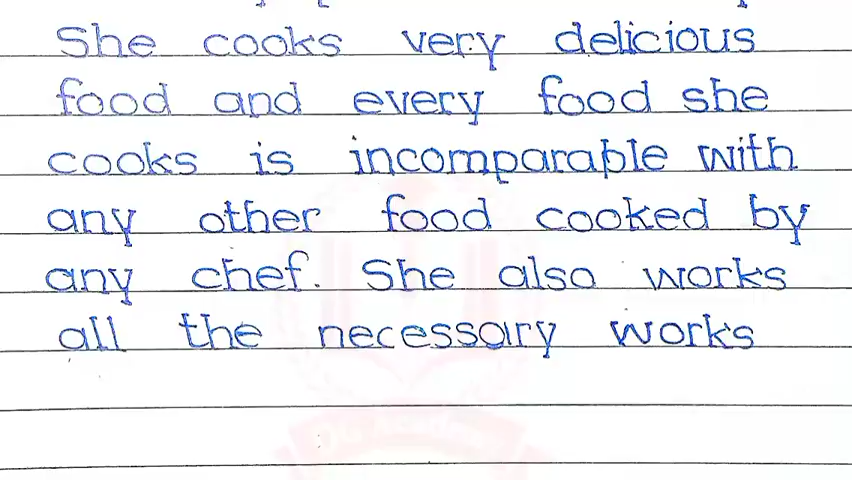 She cooks very delicious
food and every food she
cooks is incomparable with
any other food cooked by
any chef. She also works
all the necessary works